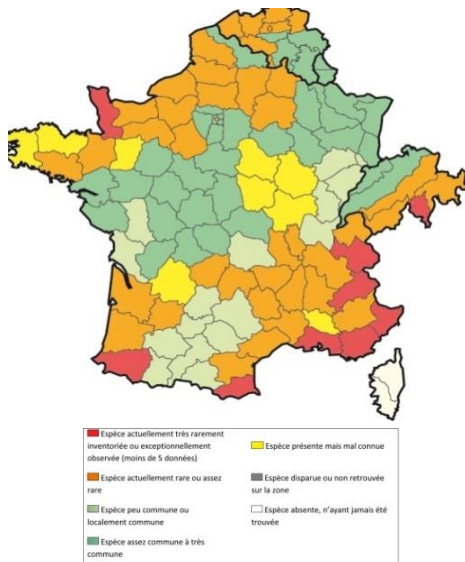 Espèce actuellement très rarement
inventoriée ou exceptionnellement
observée (moins de 5 données)
Espèce actuellement rare ou assez
rare
Espèce peu commune ou
localement commune
Espèce assez commune à très
commune
Espèce présente mais mal connue
Espèce disparue ou non retrouvée
sur la zone
Espèce absente, n'ayant jamais été
trouvée